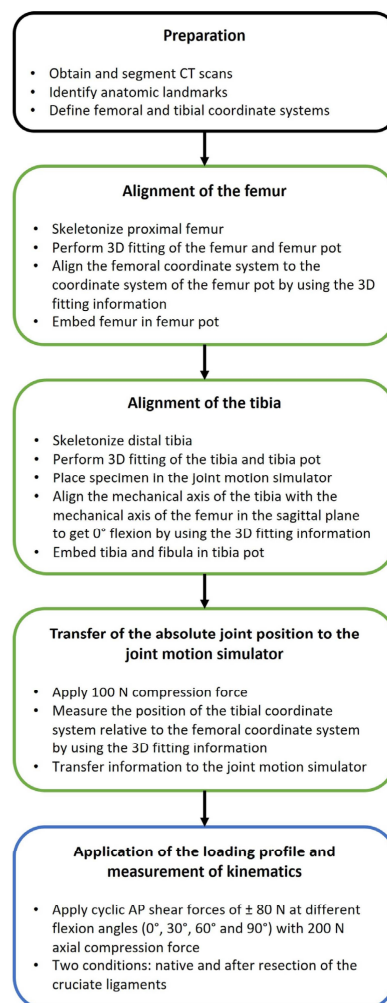 Preparation
• Obtain and segment CT scans
• Identify anatomic landmarks
• Define femoral and tibial coordinate systems
Alignment of the femur
• Skeletonize proximal femur
• Perform 3D fitting of the femur and femur pot
• Align the femoral coordinate system to the
coordinate system of the femur pot by using the 3D
fitting information
• Embed femur in femur pot
Alignment of the tibia
• Skeletonize distal tibia
• Perform 3D fitting of the tibia and tibia pot
• Place specimen in the joint motion simulator
• Align the mechanical axis of the tibia with the
mechanical axis of the femur in the sagittal plane
to get 0° flexion by using the 3D fitting information
• Embed tibia and fibula in tibia pot
Transfer of the absolute joint position to the
joint motion simulator
• Apply 100 N compression force
• Measure the position of the tibial coordinate
system relative to the femoral coordinate system
by using the 3D fitting information
• Transfer information to the joint motion simulator
Application of the loading profile and
measurement of kinematics
• Apply cyclic AP shear forces of ± 80 N at different
flexion angles (0°, 30°, 60° and 90°) with 200 N
axial compression force
• Two conditions: native and after resection of the
cruciate ligaments